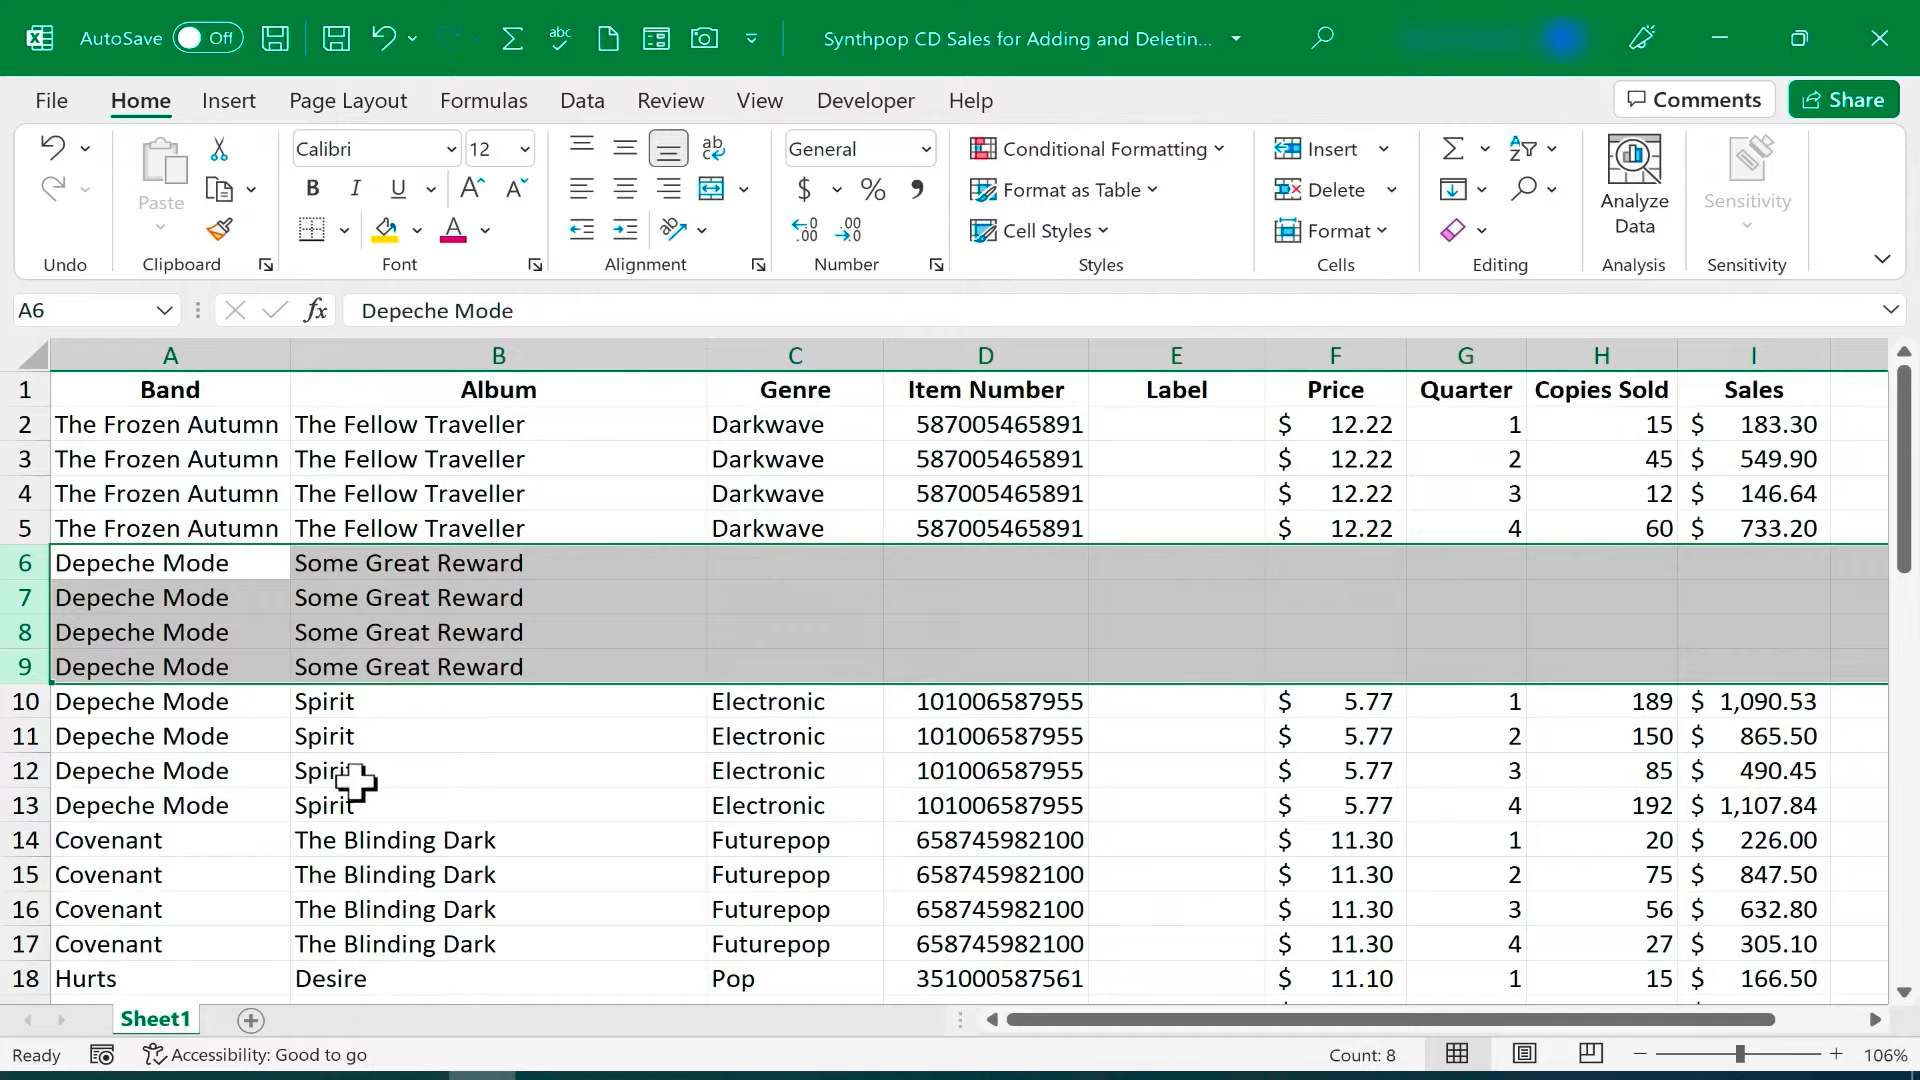 AutoSave Off Synthpop CD Sales for Adding and Deletin...
File Home Insert Page Layout Formulas Data Review View Developer Help Comments Share
Paste Calibri 12 General Conditional Formatting Insert
B I U A A $ % Format as Table Delete Analyze Data Sensitivity
Cell Styles Format
Undo Clipboard Font Alignment Number Styles Cells Editing Analysis Sensitivity
A6 fx Depeche Mode
A B C D E F G H I
1 Band Album Genre Item Number Label Price Quarter Copies Sold Sales
2 The Frozen Autumn The Fellow Traveller Darkwave 587005465891 $ 12.22 1 15 $ 183.30
3 The Frozen Autumn The Fellow Traveller Darkwave 587005465891 $ 12.22 2 45 $ 549.90
4 The Frozen Autumn The Fellow Traveller Darkwave 587005465891 $ 12.22 3 12 $ 146.64
5 The Frozen Autumn The Fellow Traveller Darkwave 587005465891 $ 12.22 4 60 $ 733.20
6 Depeche Mode Some Great Reward
7 Depeche Mode Some Great Reward
8 Depeche Mode Some Great Reward
9 Depeche Mode Some Great Reward
10 Depeche Mode Spirit Electronic 101006587955 $ 5.77 1 189 $ 1,090.53
11 Depeche Mode Spirit Electronic 101006587955 $ 5.77 2 150 $ 865.50
12 Depeche Mode Spirit Electronic 101006587955 $ 5.77 3 85 $ 490.45
13 Depeche Mode Spirit Electronic 101006587955 $ 5.77 4 192 $ 1,107.84
14 Covenant The Blinding Dark Futurepop 658745982100 $ 11.30 1 20 $ 226.00
15 Covenant The Blinding Dark Futurepop 658745982100 $ 11.30 2 75 $ 847.50
16 Covenant The Blinding Dark Futurepop 658745982100 $ 11.30 3 56 $ 632.80
17 Covenant The Blinding Dark Futurepop 658745982100 $ 11.30 4 27 $ 305.10
18 Hurts Desire Pop 351000587561 $ 11.10 1 15 $ 166.50
Sheet1
Ready Accessibility: Good to go Count: 8 106%